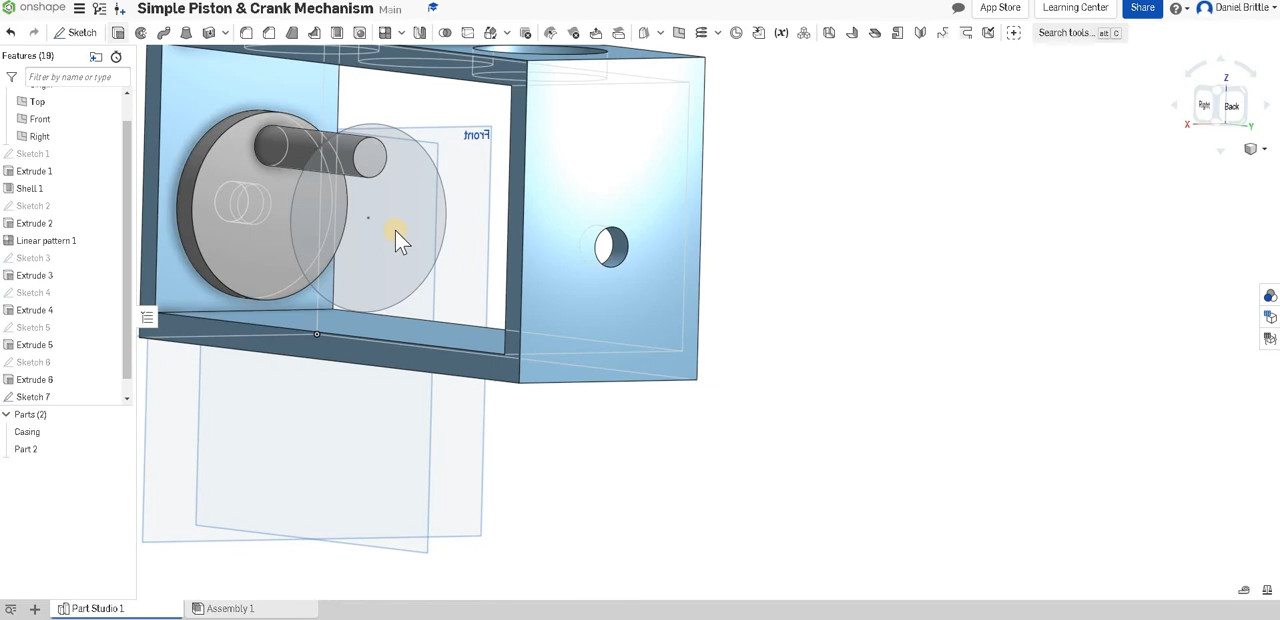 onshape
Simple Piston & Crank Mechanism Main
App Store
Learning Center
Share
Daniel Brittle
Sketch
Search tools... alt C
Features (19)
Filter by name or type
Top
Front
Right
Sketch 1
Extrude 1
Shell 1
Sketch 2
Extrude 2
Linear pattern 1
Sketch 3
Extrude 3
Sketch 4
Extrude 4
Sketch 5
Extrude 5
Sketch 6
Extrude 6
Sketch 7
Parts (2)
Casing
Part 2
Front
Z
Right
Back
X
Y
Part Studio 1
Assembly 1